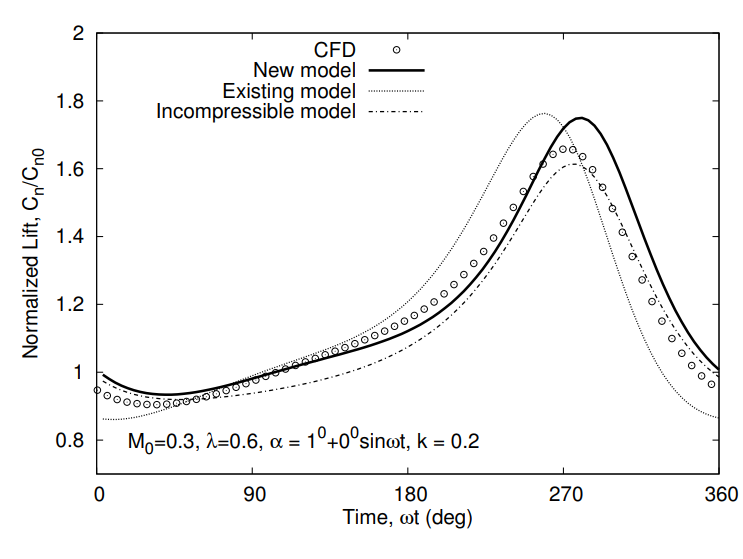 2
1.8
1.6
1.4
1.2
1
0.8
Normalized Lift, Cn/Cn0
CFD
New model
Existing model
Incompressible model
M0=0.3, λ=0.6, α = 1⁰+0⁰sinωt, k = 0.2
0 90 180 270 360
Time, ωt (deg)